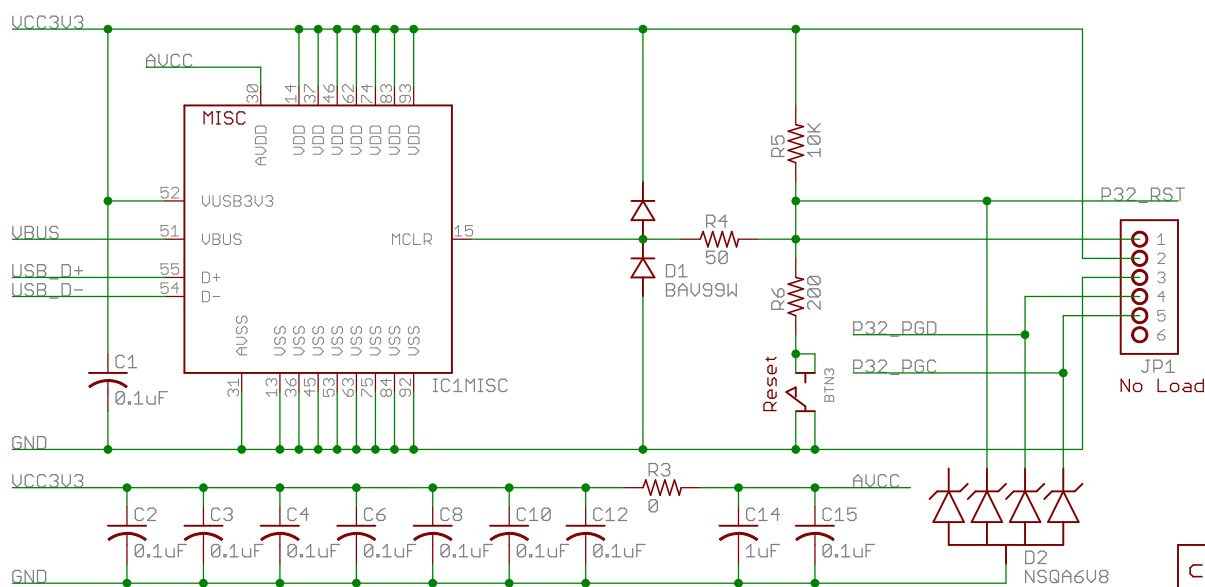 VCC3V3
AVCC
30 14 37 46 62 74 83 93
MISC
AVDD VDD VDD VDD VDD VDD VDD VDD
52 VUSB3V3
VBUS 51 VBUS
MCLR 15
USB_D+ 55 D+
USB_D- 54 D-
AVSS VSS VSS VSS VSS VSS VSS VSS VSS
31 13 36 45 53 63 75 84 92
IC1MISC
C1
0.1uF
GND
R4
50
D1
BAV99W
R5
10K
R6
200
Reset
BTN3
P32_RST
P32_PGD
P32_PGC
1
2
3
4
5
6
JP1
No Load
VCC3V3
R3
0
AVCC
C2
0.1uF
C3
0.1uF
C4
0.1uF
C6
0.1uF
C8
0.1uF
C10
0.1uF
C12
0.1uF
C14
1uF
C15
0.1uF
GND
D2
NSQA6V8
C